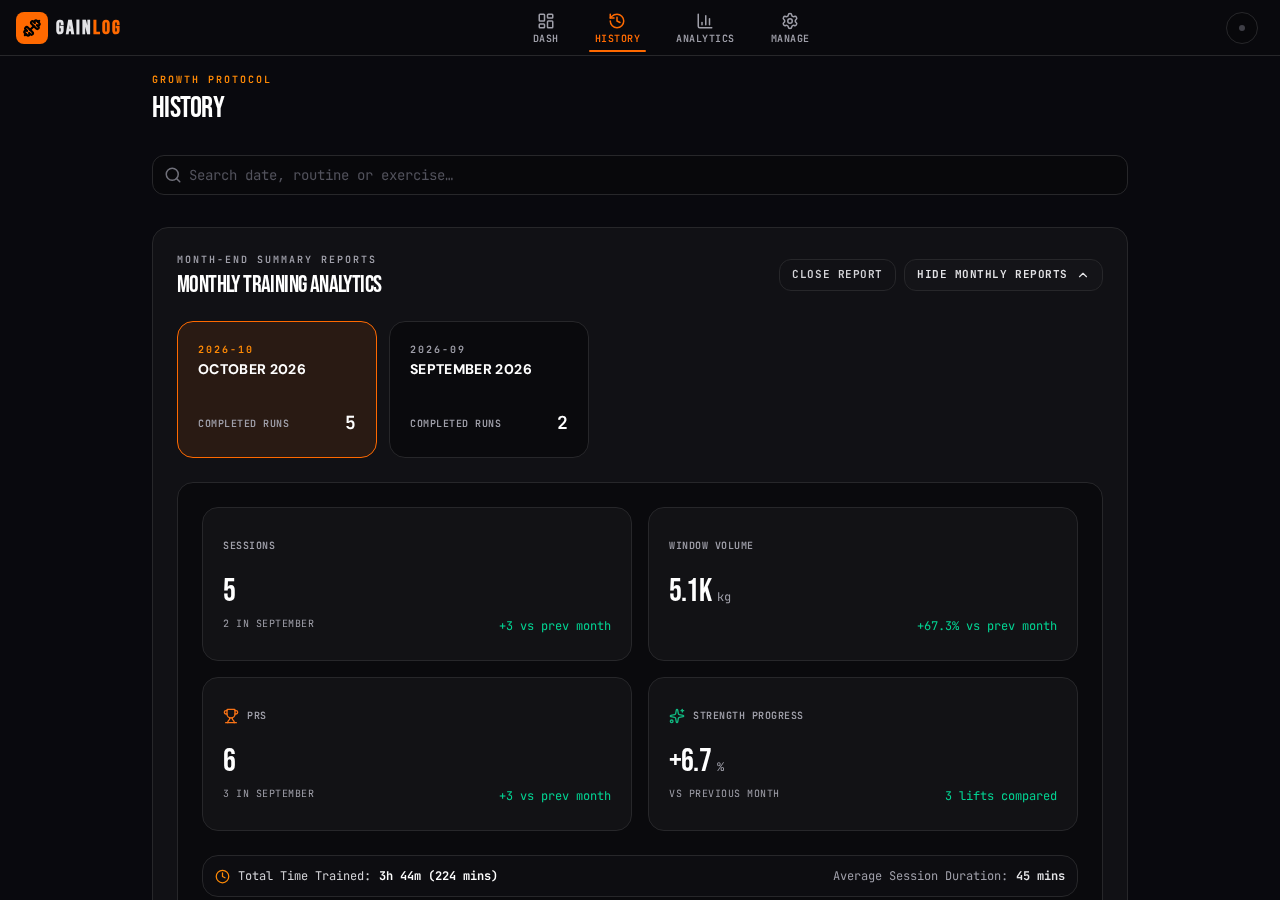 GAINLOG
DASH
HISTORY
ANALYTICS
MANAGE
GROWTH PROTOCOL
HISTORY
Search date, routine or exercise…
MONTH-END SUMMARY REPORTS
MONTHLY TRAINING ANALYTICS
CLOSE REPORT
HIDE MONTHLY REPORTS
2026-10
OCTOBER 2026
COMPLETED RUNS 5
2026-09
SEPTEMBER 2026
COMPLETED RUNS 2
SESSIONS
5
2 IN SEPTEMBER
+3 vs prev month
WINDOW VOLUME
5.1K kg
+67.3% vs prev month
PRS
6
3 IN SEPTEMBER
+3 vs prev month
STRENGTH PROGRESS
+6.7 %
VS PREVIOUS MONTH
3 lifts compared
Total Time Trained: 3h 44m (224 mins)
Average Session Duration: 45 mins